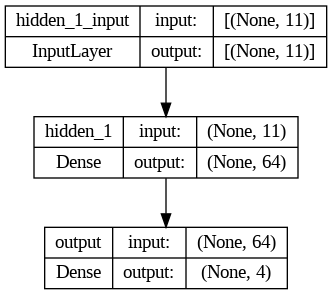 hidden_1_input input: [(None, 11)]
InputLayer output: [(None, 11)]
hidden_1 input: (None, 11)
Dense output: (None, 64)
output input: (None, 64)
Dense output: (None, 4)